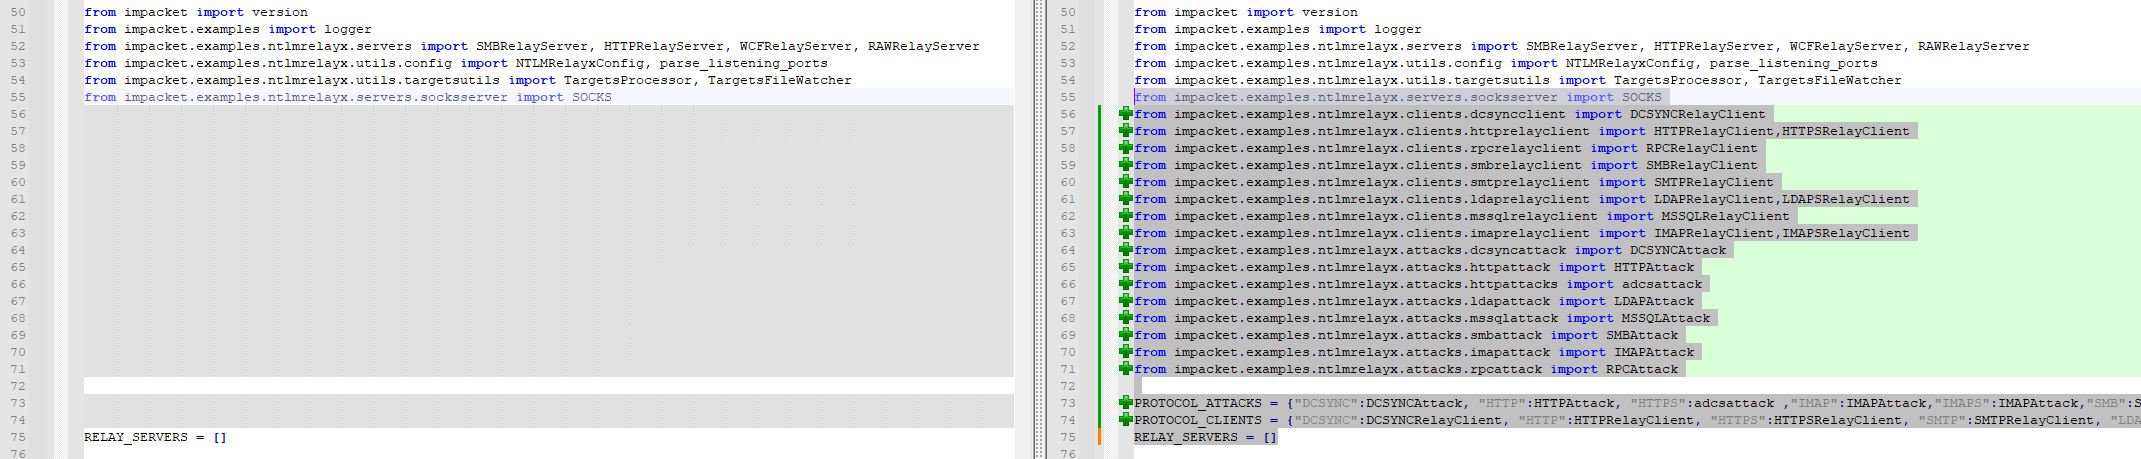 50 from impacket import version
51 from impacket.examples import logger
52 from impacket.examples.ntlmrelayx.servers import SMBRelayServer, HTTPRelayServer, WCFRelayServer, RAWRelayServer
53 from impacket.examples.ntlmrelayx.utils.config import NTLMRelayxConfig, parse_listening_ports
54 from impacket.examples.ntlmrelayx.utils.targetsutils import TargetsProcessor, TargetsFileWatcher
55 from impacket.examples.ntlmrelayx.servers.socksserver import SOCKS
56
57
58
59
60
61
62
63
64
65
66
67
68
69
70
71
72
73
74
75 RELAY_SERVERS = []
76
50 from impacket import version
51 from impacket.examples import logger
52 from impacket.examples.ntlmrelayx.servers import SMBRelayServer, HTTPRelayServer, WCFRelayServer, RAWRelayServer
53 from impacket.examples.ntlmrelayx.utils.config import NTLMRelayxConfig, parse_listening_ports
54 from impacket.examples.ntlmrelayx.utils.targetsutils import TargetsProcessor, TargetsFileWatcher
55 from impacket.examples.ntlmrelayx.servers.socksserver import SOCKS
56 from impacket.examples.ntlmrelayx.clients.dcsyncclient import DCSYNCRelayClient
57 from impacket.examples.ntlmrelayx.clients.httprelayclient import HTTPRelayClient,HTTPSRelayClient
58 from impacket.examples.ntlmrelayx.clients.rpcrelayclient import RPCRelayClient
59 from impacket.examples.ntlmrelayx.clients.smbrelayclient import SMBRelayClient
60 from impacket.examples.ntlmrelayx.clients.smtprelayclient import SMTPRelayClient
61 from impacket.examples.ntlmrelayx.clients.ldaprelayclient import LDAPRelayClient,LDAPSRelayClient
62 from impacket.examples.ntlmrelayx.clients.mssqlrelayclient import MSSQLRelayClient
63 from impacket.examples.ntlmrelayx.clients.imaprelayclient import IMAPRelayClient,IMAPSRelayClient
64 from impacket.examples.ntlmrelayx.attacks.dcsyncattack import DCSYNCAttack
65 from impacket.examples.ntlmrelayx.attacks.httpattack import HTTPAttack
66 from impacket.examples.ntlmrelayx.attacks.httpattacks import adcsattack
67 from impacket.examples.ntlmrelayx.attacks.ldapattack import LDAPAttack
68 from impacket.examples.ntlmrelayx.attacks.mssqlattack import MSSQLAttack
69 from impacket.examples.ntlmrelayx.attacks.smbattack import SMBAttack
70 from impacket.examples.ntlmrelayx.attacks.imapattack import IMAPAttack
71 from impacket.examples.ntlmrelayx.attacks.rpcattack import RPCAttack
72
73 PROTOCOL_ATTACKS = {"DCSYNC":DCSYNCAttack, "HTTP":HTTPAttack, "HTTPS":adcsattack ,"IMAP":IMAPAttack,"IMAPS":IMAPAttack,"SMB":S
74 PROTOCOL_CLIENTS = {"DCSYNC":DCSYNCRelayClient, "HTTP":HTTPRelayClient, "HTTPS":HTTPSRelayClient, "SMTP":SMTPRelayClient, "LDA
75 RELAY_SERVERS = []
76